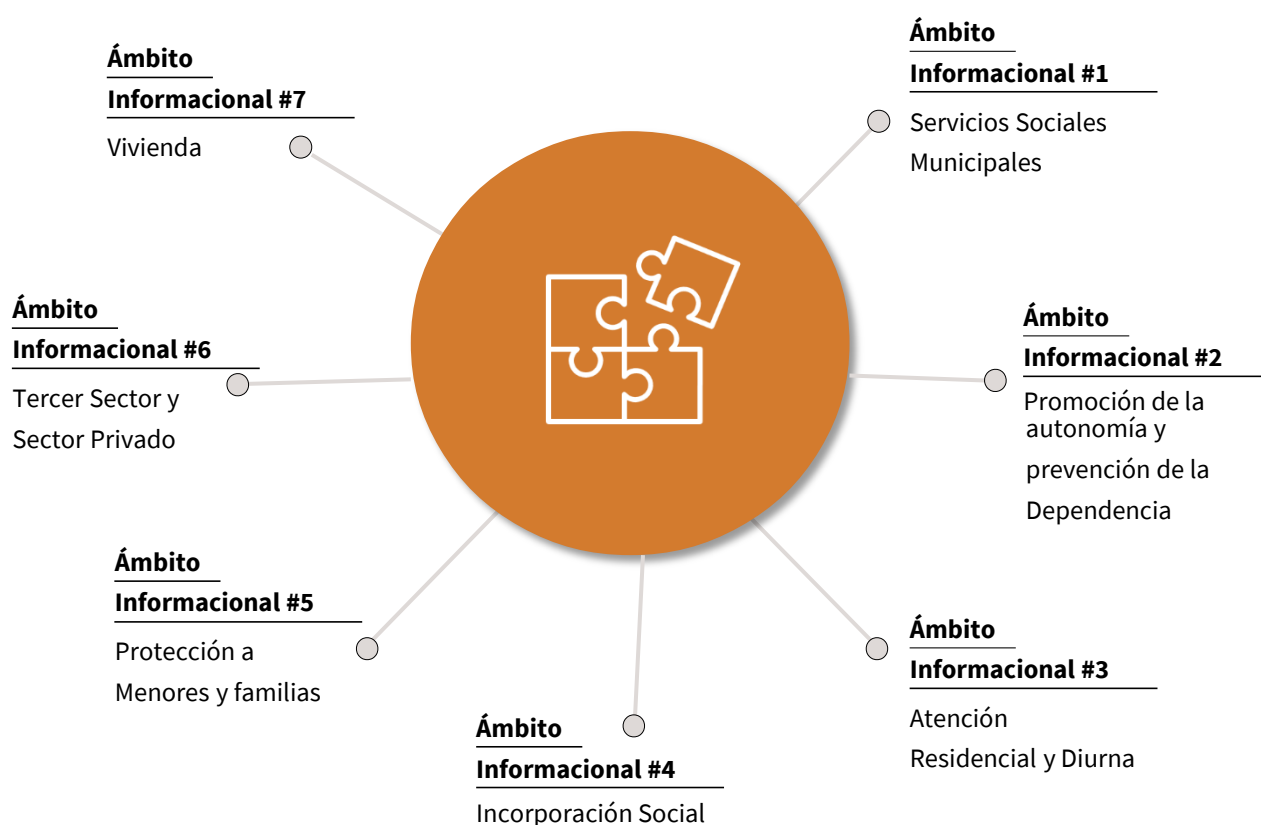 Ámbito
Informacional #1
Servicios Sociales
Municipales
Ámbito
Informacional #2
Promoción de la
autonomía y
prevención de la
Dependencia
Ámbito
Informacional #3
Atención
Residencial y Diurna
Ámbito
Informacional #4
Incorporación Social
Ámbito
Informacional #5
Protección a
Menores y familias
Ámbito
Informacional #6
Tercer Sector y
Sector Privado
Ámbito
Informacional #7
Vivienda